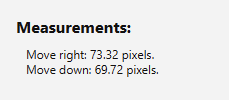 Measurements:
Move right: 73.32 pixels.
Move down: 69.72 pixels.